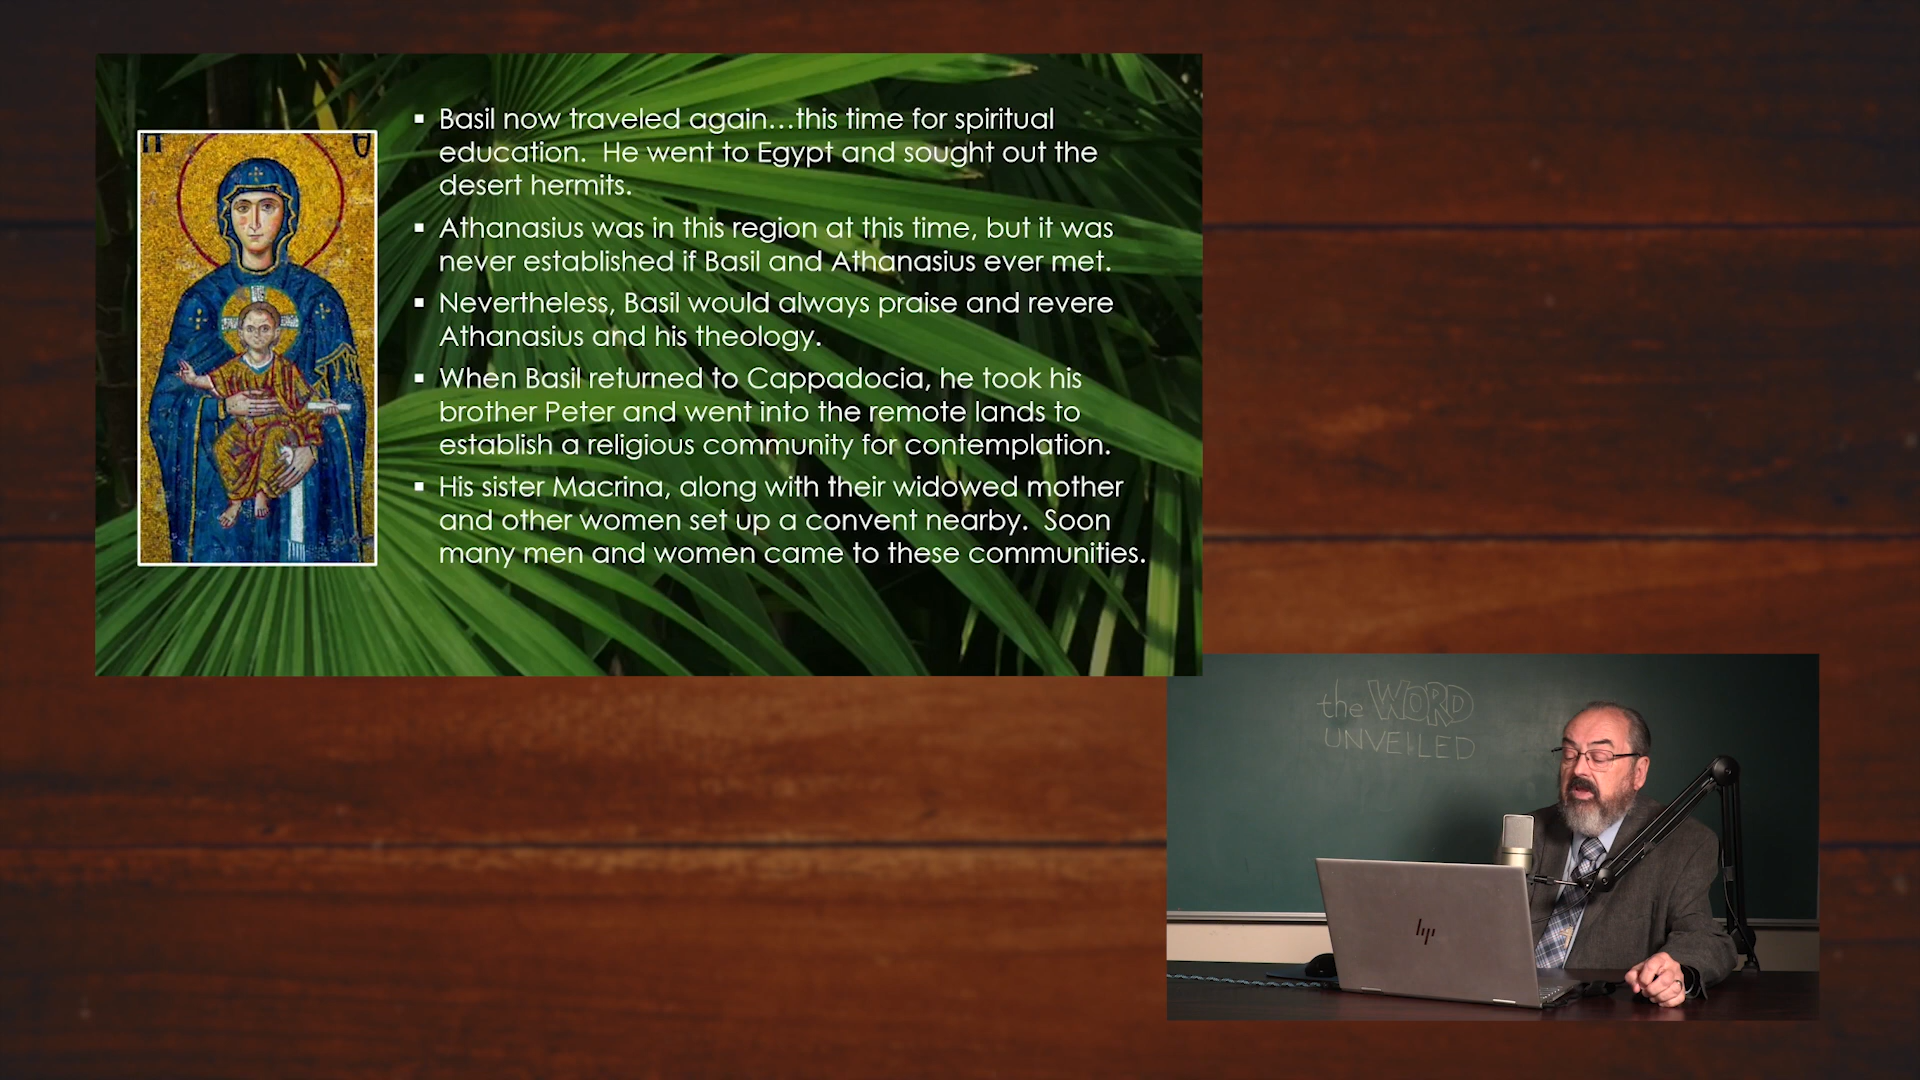 ▪ Basil now traveled again…this time for spiritual
education.  He went to Egypt and sought out the
desert hermits.
▪ Athanasius was in this region at this time, but it was
never established if Basil and Athanasius ever met.
▪ Nevertheless, Basil would always praise and revere
Athanasius and his theology.
▪ When Basil returned to Cappadocia, he took his
brother Peter and went into the remote lands to
establish a religious community for contemplation.
▪ His sister Macrina, along with their widowed mother
and other women set up a convent nearby.  Soon
many men and women came to these communities.
the WORD
UNVEILED
hp